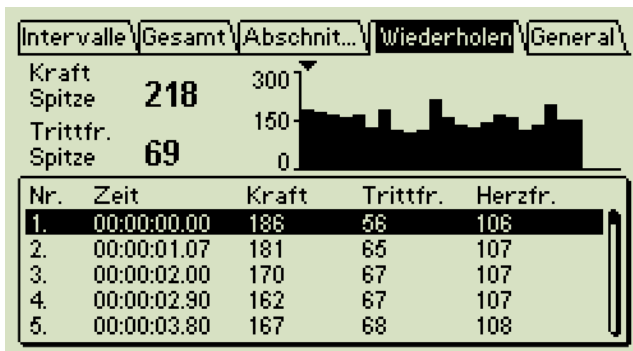 Intervalle Gesamt Abschnit... Wiederholen General
Kraft
Spitze 218
Trittfr.
Spitze 69
300
150
0
Nr. Zeit Kraft Trittfr. Herzfr.
1. 00:00:00.00 186 56 106
2. 00:00:01.07 181 65 107
3. 00:00:02.00 170 67 107
4. 00:00:02.90 162 67 107
5. 00:00:03.80 167 68 108